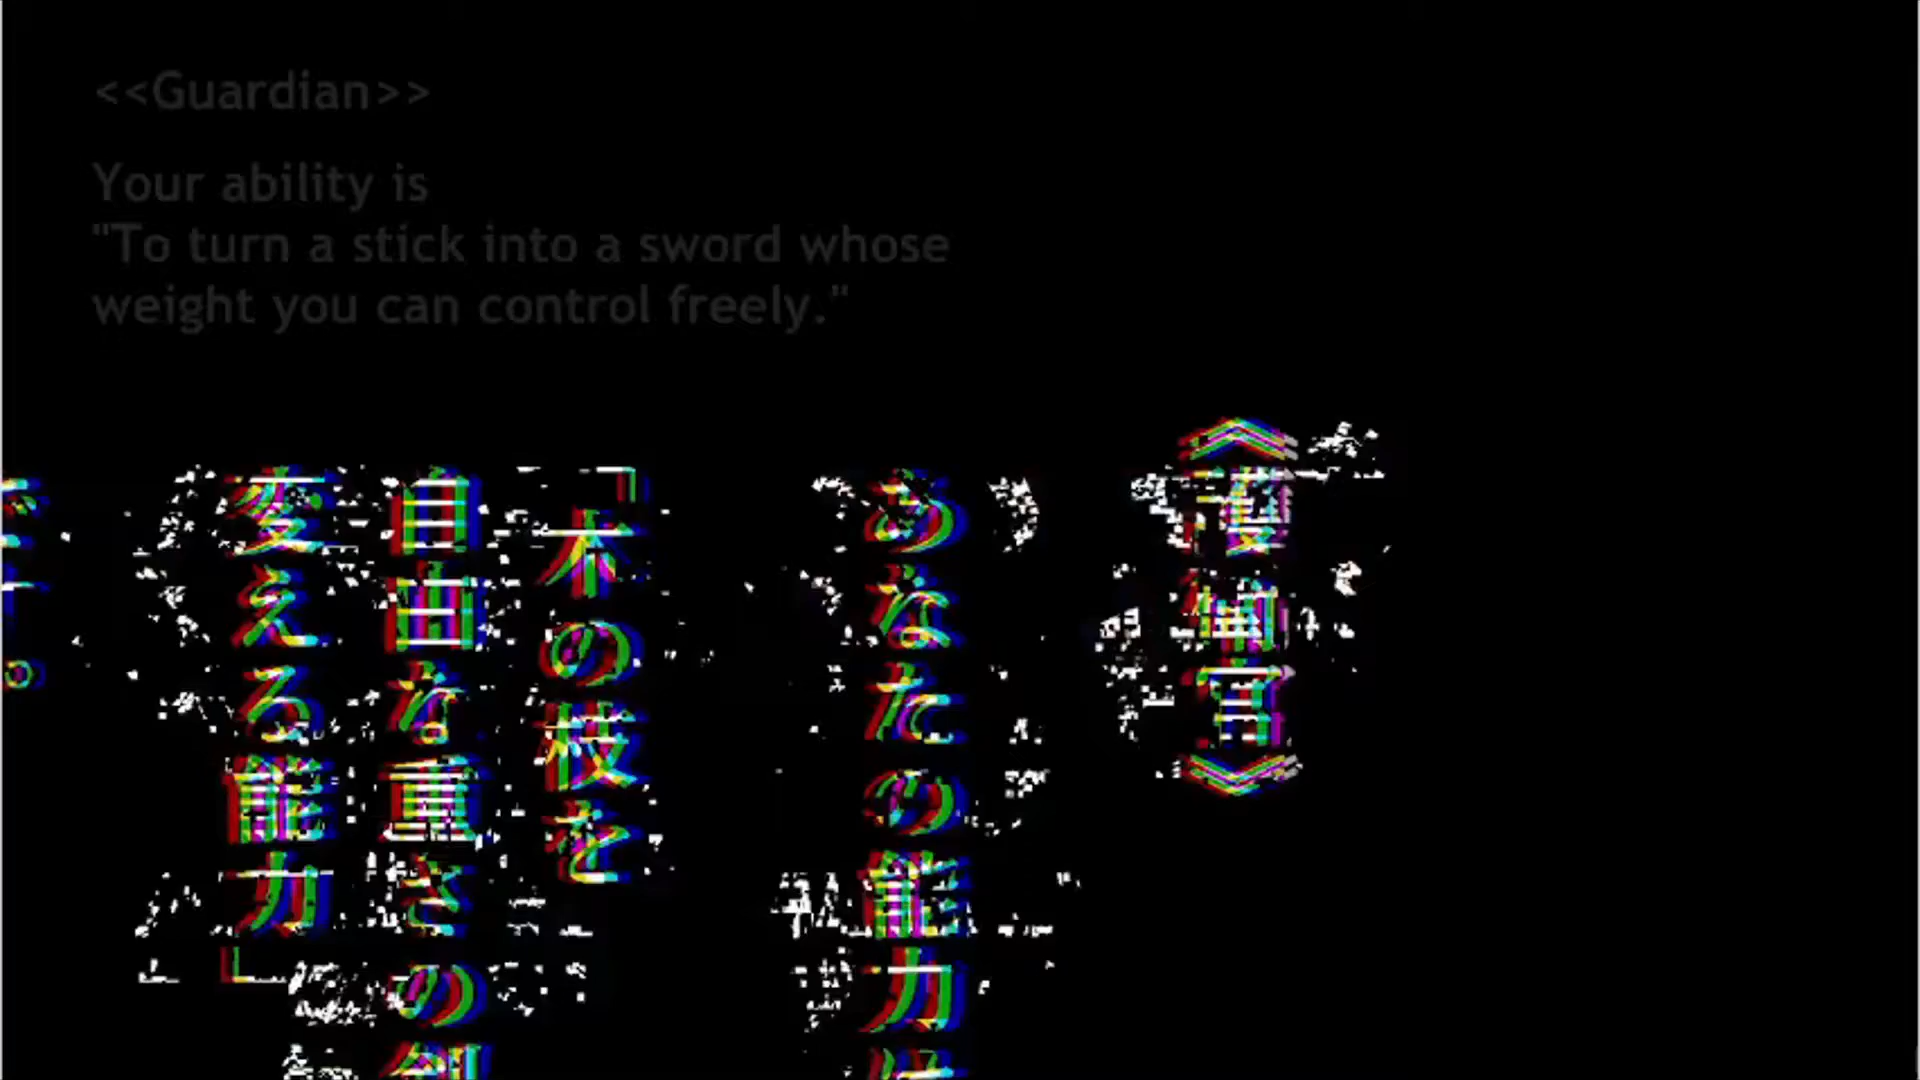 <<Guardian>>
Your ability is
"To turn a stick into a sword whose
weight you can control freely."
あなたの能力は
「木の枝を
自由な重さの剣
変える能力」